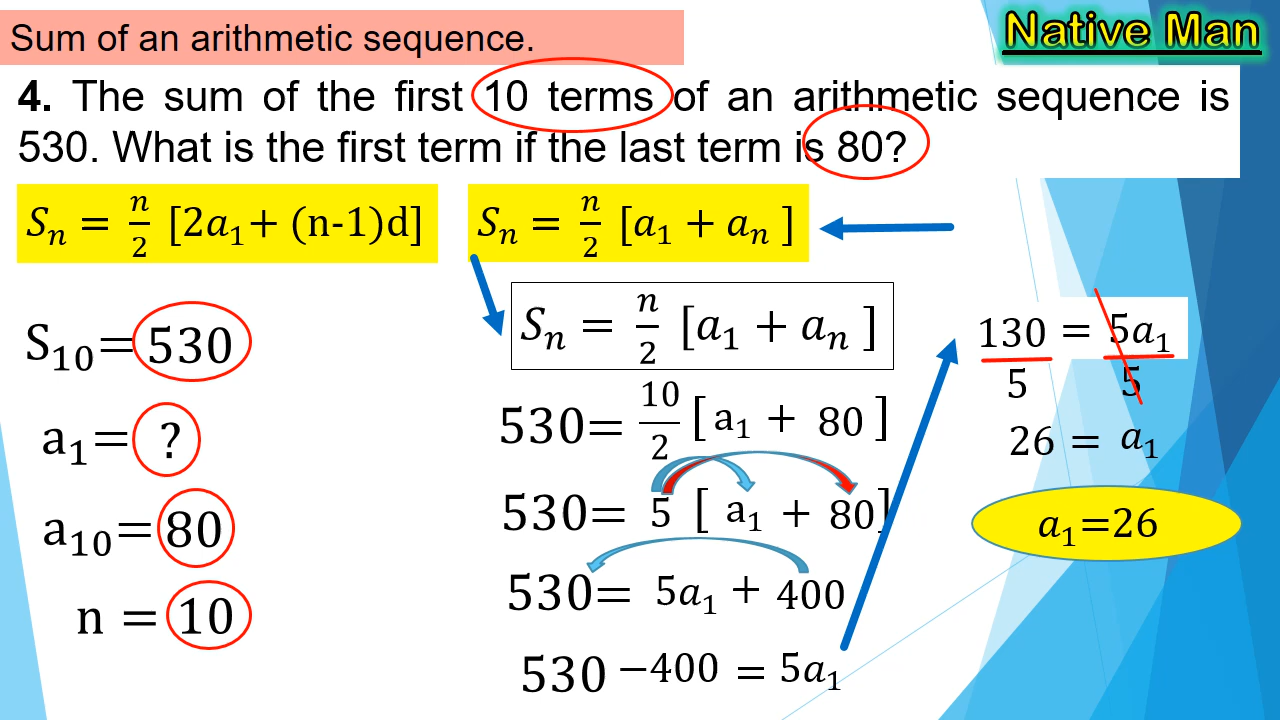 Sum of an arithmetic sequence.
Native Man
4. The sum of the first 10 terms of an arithmetic sequence is
530. What is the first term if the last term is 80?
Sₙ = n/2 [2a₁+ (n-1)d]
Sₙ = n/2 [a₁ + aₙ ]
S₁₀=530
a₁= ?
a₁₀=80
n = 10
Sₙ = n/2 [a₁ + aₙ ]
530= 10/2 [ a₁ + 80 ]
530= 5 [ a₁ + 80]
530= 5a₁ + 400
530 −400 = 5a₁
130/5 = 5a₁/5
26 = a₁
a₁=26